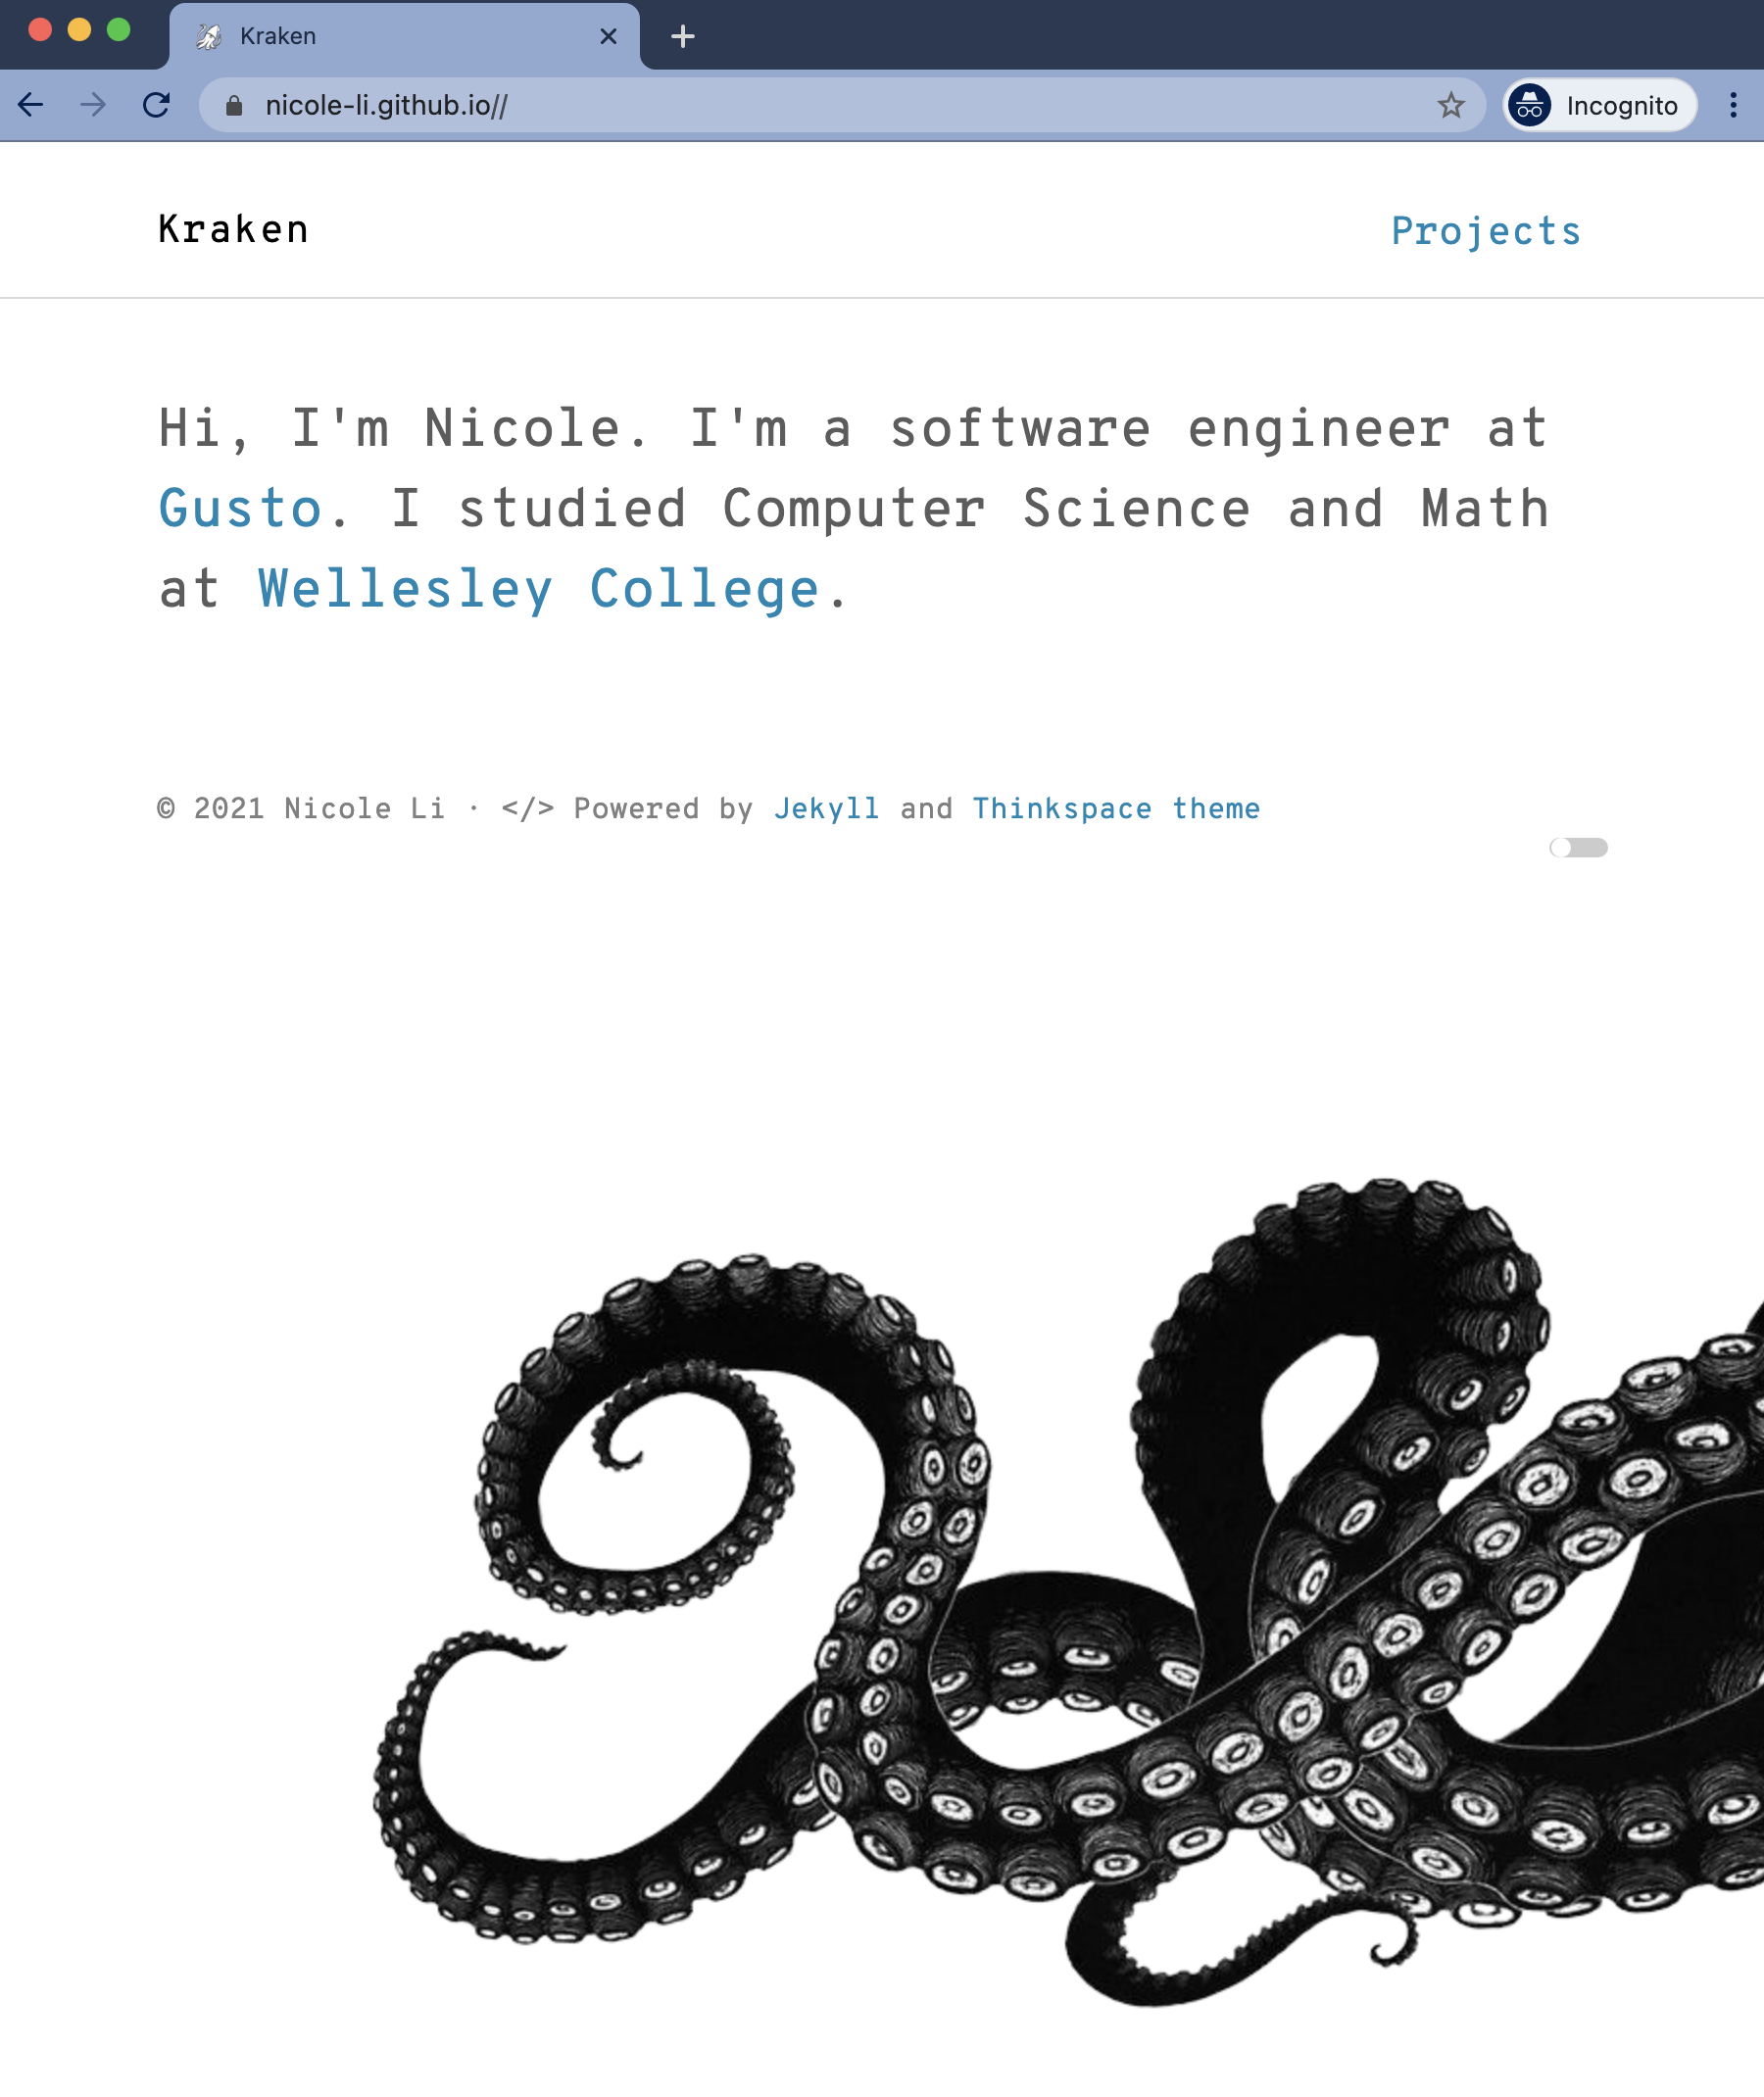 Kraken
nicole-li.github.io//
Incognito
Kraken
Projects
Hi, I'm Nicole. I'm a software engineer at
Gusto. I studied Computer Science and Math
at Wellesley College.
© 2021 Nicole Li · </> Powered by Jekyll and Thinkspace theme